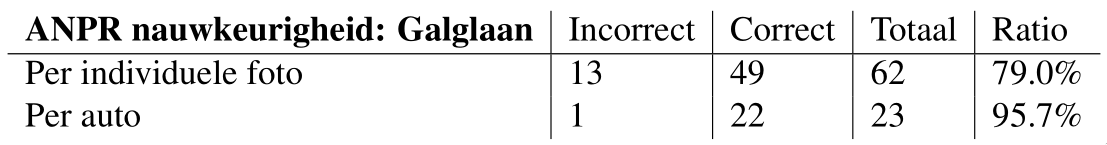 ANPR nauwkeurigheid: Galglaan Incorrect Correct Totaal Ratio
Per individuele foto 13 49 62 79.0%
Per auto 1 22 23 95.7%